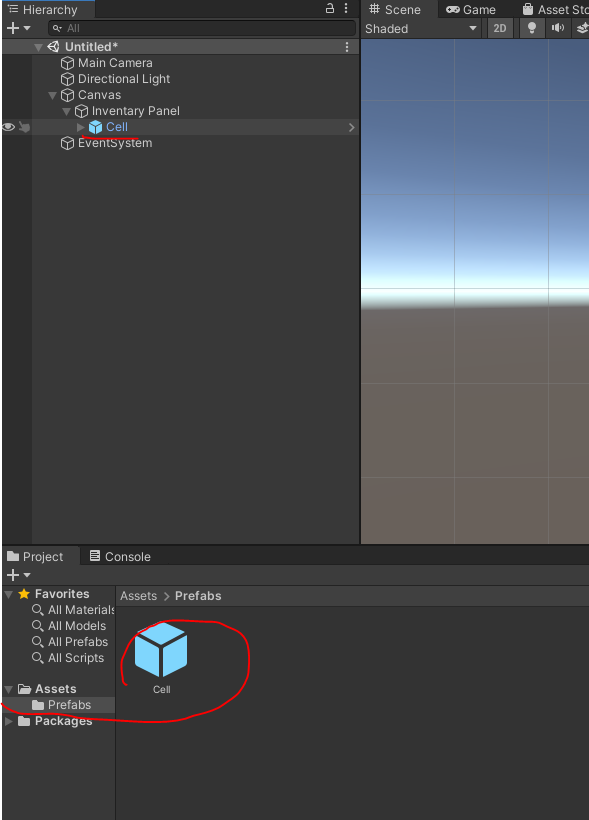 Hierarchy
All
Untitled*
Main Camera
Directional Light
Canvas
Inventary Panel
Cell
EventSystem
Scene Game Asset Sto
Shaded 2D
Project Console
Favorites
All Materials
All Models
All Prefabs
All Scripts
Assets
Prefabs
Packages
Assets > Prefabs
Cell